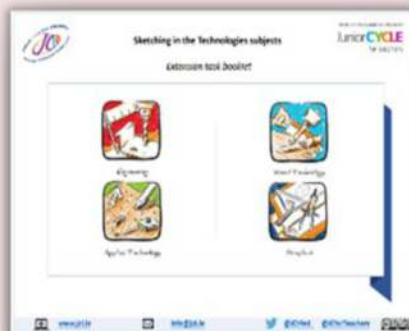 Sketching in the Technologies subjects
Junior CYCLE
Extension task booklet
Engineering
Wood Technology
Applied Technology
Graphics
www.jct.ie
info@jct.ie
@JCTforTeachers